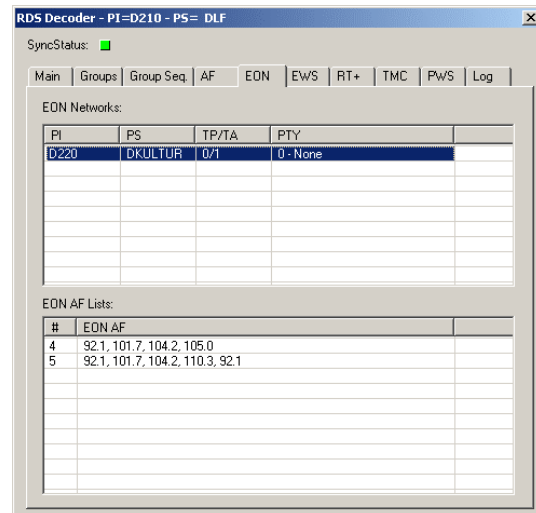 RDS Decoder - PI=D210 - PS= DLF
SyncStatus:
Main Groups Group Seq. AF EON EWS RT+ TMC PWS Log
EON Networks:
PI PS TP/TA PTY
D220 DKULTUR 0/1 0 - None
EON AF Lists:
# EON AF
4 92.1, 101.7, 104.2, 105.0
5 92.1, 101.7, 104.2, 110.3, 92.1